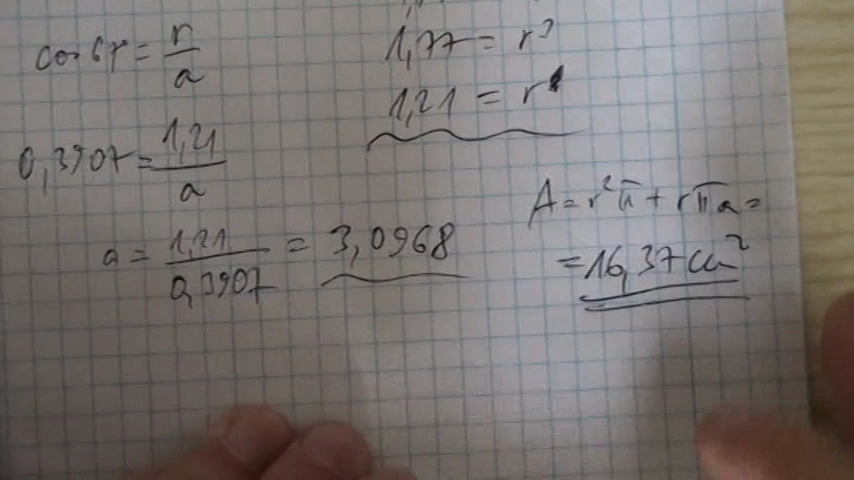 cos 67 = r/a
0,3907 = 1,21/a
a = 1,21/0,3907 = 3,0968
1,77 = r³
1,21 = r
A = r²π + rπa =
= 16,37 cm²